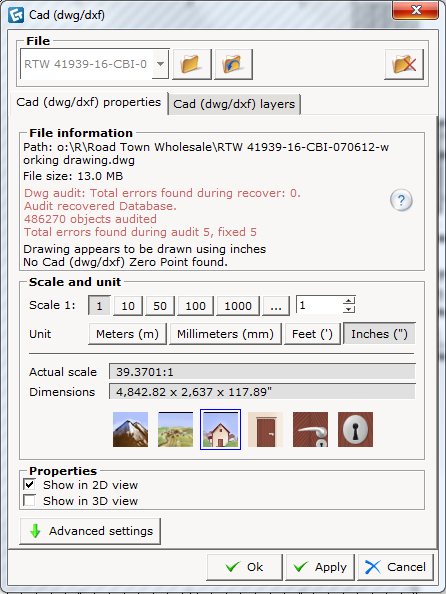 Cad (dwg/dxf)
File
RTW 41939-16-CBI-0
Cad (dwg/dxf) properties
Cad (dwg/dxf) layers
File information
Path: o:\R\Road Town Wholesale\RTW 41939-16-CBI-070612-w
orking drawing.dwg
File size: 13.0 MB
Dwg audit: Total errors found during recover: 0.
Audit recovered Database.
486270 objects audited
Total errors found during audit 5, fixed 5
?
Drawing appears to be drawn using inches
No Cad (dwg/dxf) Zero Point found.
Scale and unit
Scale 1: 1 10 50 100 1000 ... 1
Unit Meters (m) Millimeters (mm) Feet (') Inches (")
Actual scale 39.3701:1
Dimensions 4,842.82 x 2,637 x 117.89"
Properties
Show in 2D view
Show in 3D view
Advanced settings
Ok Apply Cancel